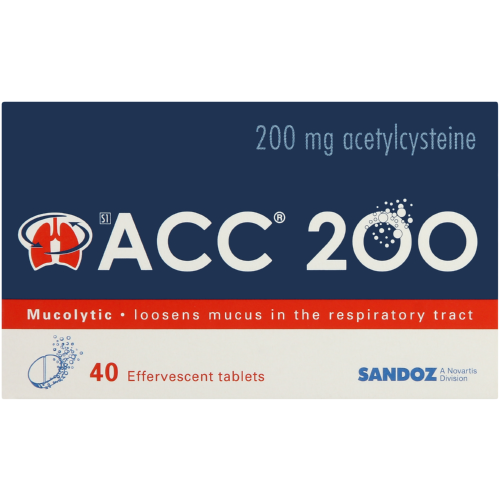 200 mg acetylcysteine
S1 ACC® 200
Mucolytic • loosens mucus in the respiratory tract
40 Effervescent tablets
SANDOZ A Novartis Division